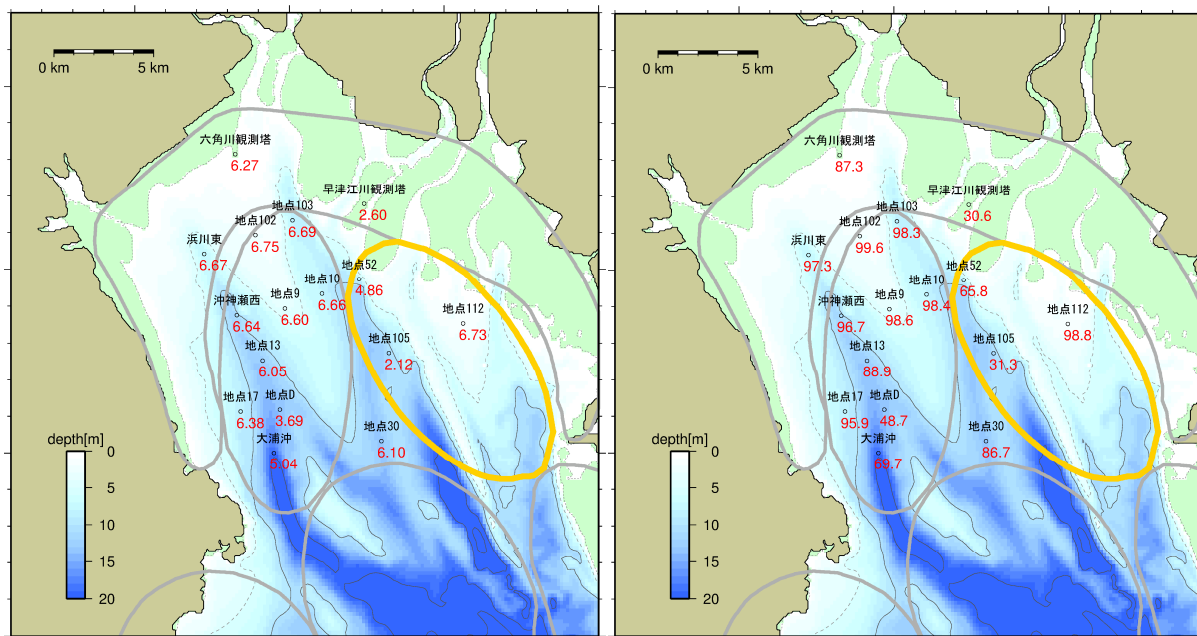 0 km 5 km
六角川観測塔
6.27
早津江川観測塔
2.60
地点103
6.69
地点102
6.75
浜川東
6.67
地点52
4.86
地点10
6.66
地点9
6.60
沖神瀬西
6.64
地点112
6.73
地点105
2.12
地点13
6.05
地点17
6.38
地点D
3.69
地点30
6.10
大浦沖
5.04
depth[m]
0
5
10
15
20
0 km 5 km
六角川観測塔
87.3
早津江川観測塔
30.6
地点103
98.3
地点102
99.6
浜川東
97.3
地点52
65.8
地点10
98.4
地点9
98.6
沖神瀬西
96.7
地点112
98.8
地点105
31.3
地点13
88.9
地点17
95.9
地点D
48.7
地点30
86.7
大浦沖
59.7
depth[m]
0
5
10
15
20